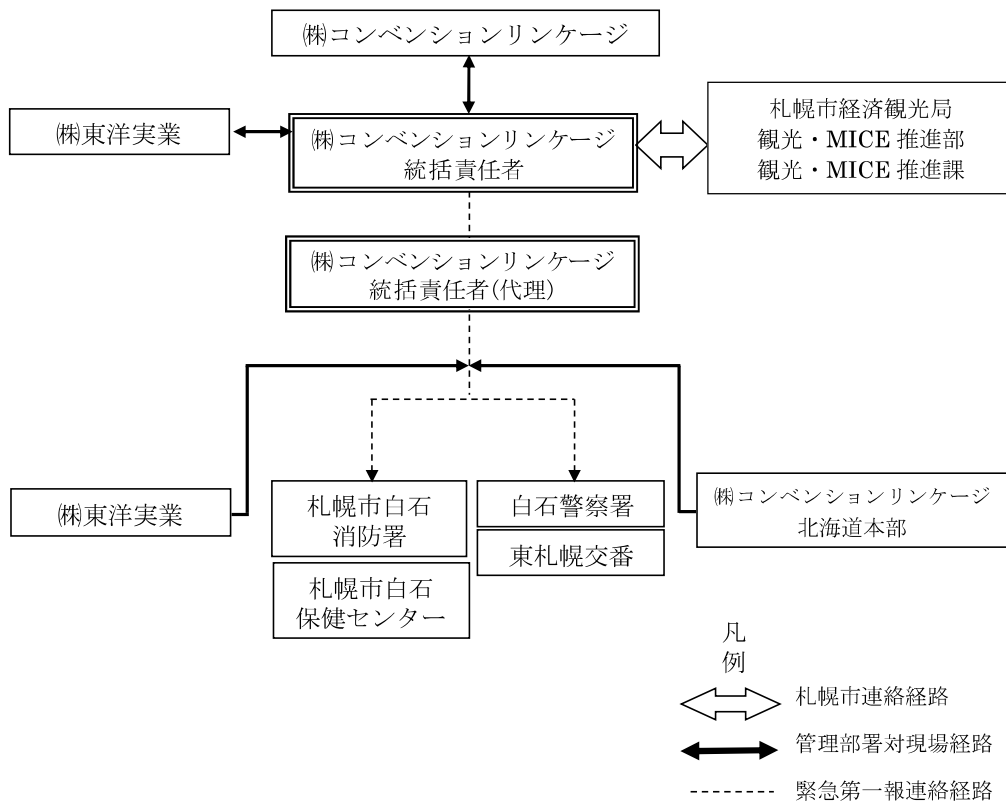 ㈱コンベンションリンケージ
㈱東洋実業
㈱コンベンションリンケージ
統括責任者
札幌市経済観光局
観光・MICE 推進部
観光・MICE 推進課
㈱コンベンションリンケージ
統括責任者(代理)
㈱東洋実業
札幌市白石
消防署
札幌市白石
保健センター
白石警察署
東札幌交番
㈱コンベンションリンケージ
北海道本部
凡
例
札幌市連絡経路
管理部署対現場経路
緊急第一報連絡経路